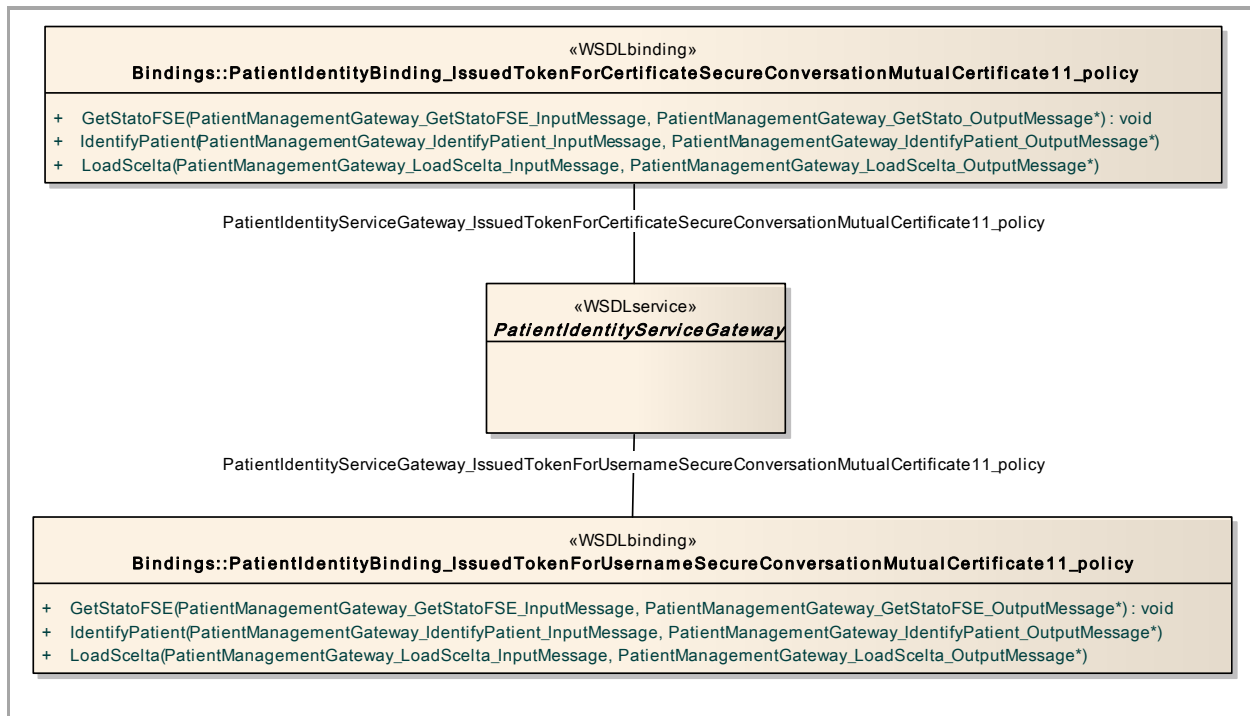 «WSDLbinding»
Bindings::PatientIdentityBinding_IssuedTokenForCertificateSecureConversationMutualCertificate11_policy
+ GetStatoFSE(PatientManagementGateway_GetStatoFSE_InputMessage, PatientManagementGateway_GetStato_OutputMessage*) : void
+ IdentifyPatient(PatientManagementGateway_IdentifyPatient_InputMessage, PatientManagementGateway_IdentifyPatient_OutputMessage*)
+ LoadScelta(PatientManagementGateway_LoadScelta_InputMessage, PatientManagementGateway_LoadScelta_OutputMessage*)
PatientIdentityServiceGateway_IssuedTokenForCertificateSecureConversationMutualCertificate11_policy
«WSDLservice»
PatientIdentityServiceGateway
PatientIdentityServiceGateway_IssuedTokenForUsernameSecureConversationMutualCertificate11_policy
«WSDLbinding»
Bindings::PatientIdentityBinding_IssuedTokenForUsernameSecureConversationMutualCertificate11_policy
+ GetStatoFSE(PatientManagementGateway_GetStatoFSE_InputMessage, PatientManagementGateway_GetStatoFSE_OutputMessage*) : void
+ IdentifyPatient(PatientManagementGateway_IdentifyPatient_InputMessage, PatientManagementGateway_IdentifyPatient_OutputMessage*)
+ LoadScelta(PatientManagementGateway_LoadScelta_InputMessage, PatientManagementGateway_LoadScelta_OutputMessage*)